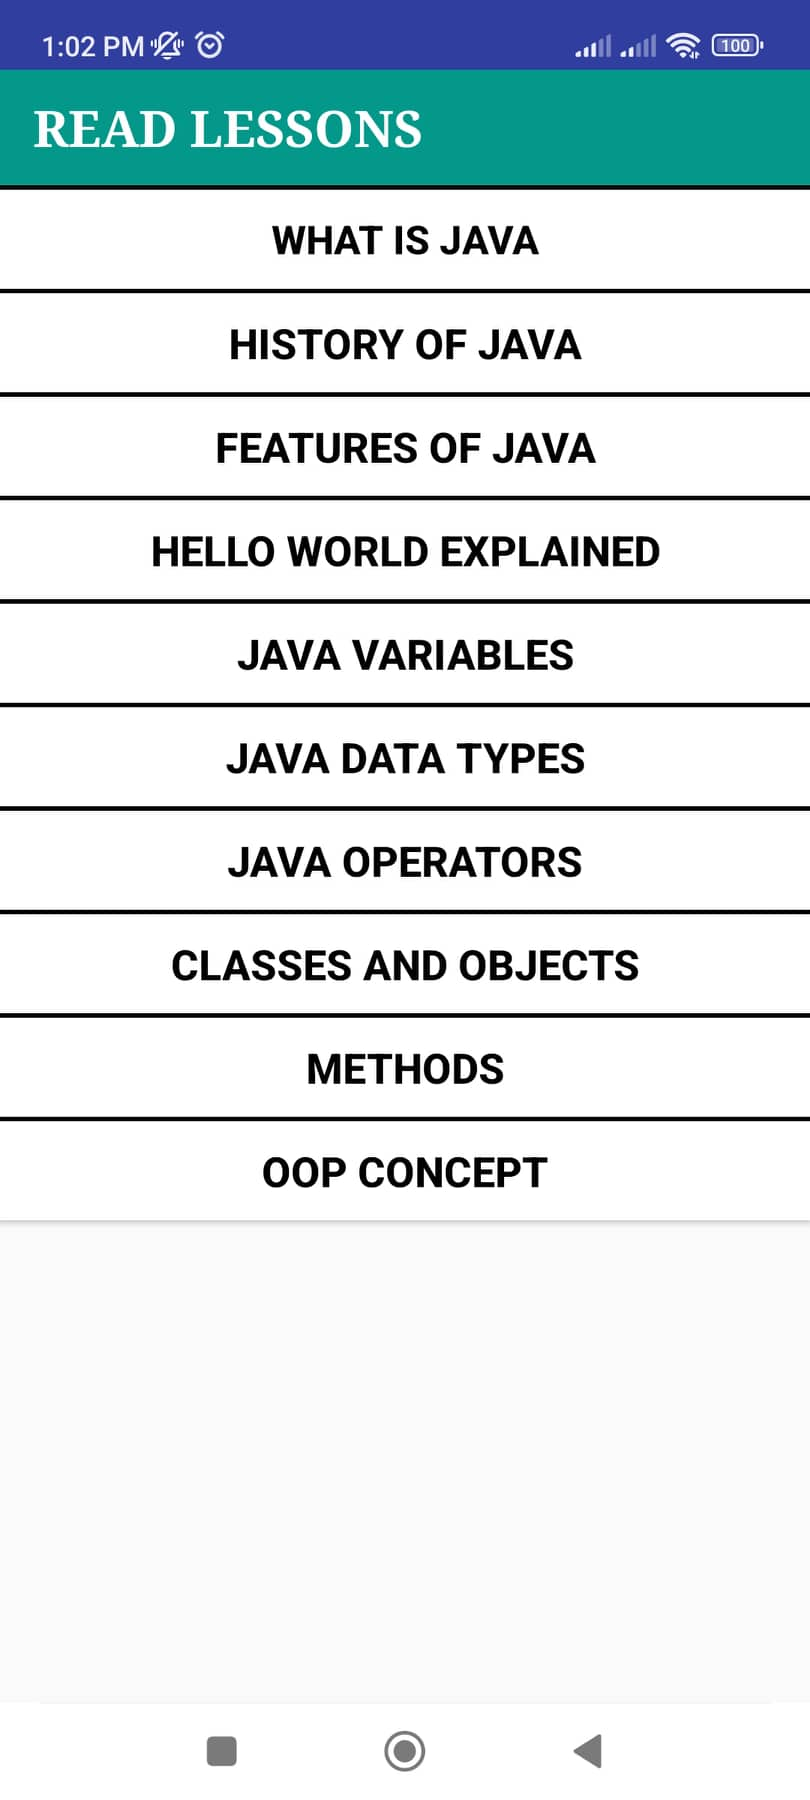 1:02 PM
100
READ LESSONS
WHAT IS JAVA
HISTORY OF JAVA
FEATURES OF JAVA
HELLO WORLD EXPLAINED
JAVA VARIABLES
JAVA DATA TYPES
JAVA OPERATORS
CLASSES AND OBJECTS
METHODS
OOP CONCEPT